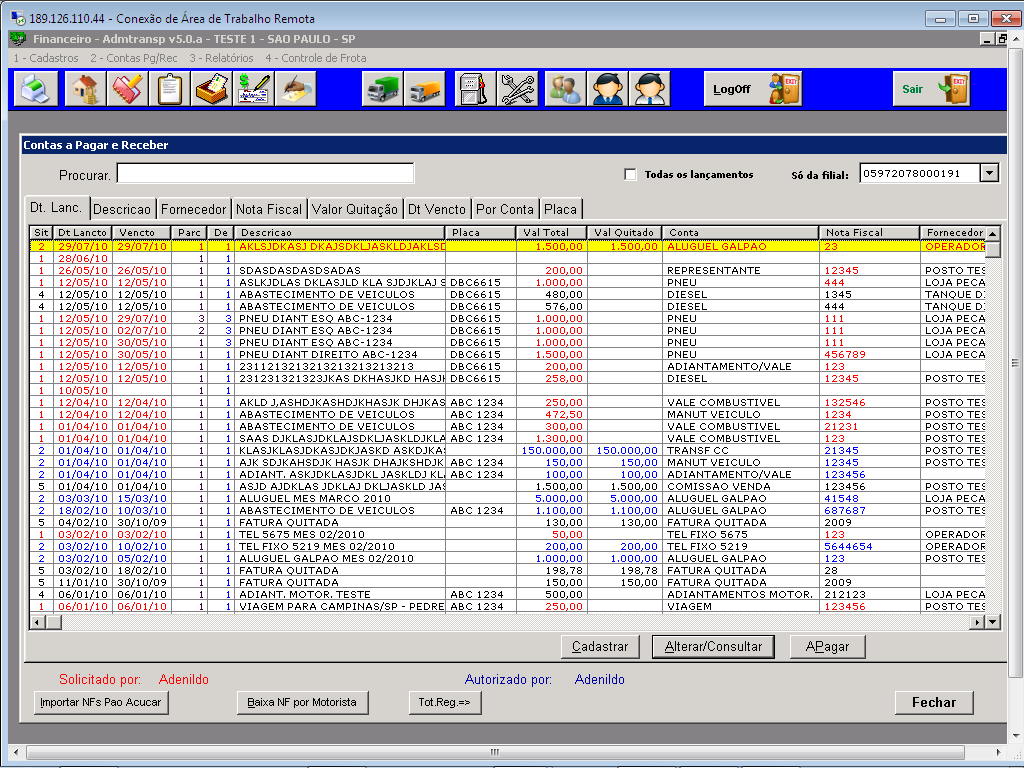 189.126.110.44 - Conexão de Área de Trabalho Remota
Financeiro - Admtransp v5.0.a - TESTE 1 - SAO PAULO - SP
1 - Cadastros 2 - Contas Pg/Rec 3 - Relatórios 4 - Controle de Frota
LogOff EXIT Sair EXIT
Contas a Pagar e Receber
Procurar. Todas os lançamentos Só da filial: 05972078000191
Dt. Lanc. Descricao Fornecedor Nota Fiscal Valor Quitação Dt Vencto Por Conta Placa
Sit Dt Lancto Vencto Parc De Descricao Placa Val Total Val Quitado Conta Nota Fiscal Fornecedor
2 29/07/10 29/07/10 1 1 AKLSJDKASJ DKAJSDKLJASKLDJAKLSD 1.500,00 1.500,00 ALUGUEL GALPAO 23 OPERADOR
1 28/06/10 1 1
1 26/05/10 26/05/10 1 1 SDASDASDASDSADAS 200,00 REPRESENTANTE 12345 POSTO TES
1 12/05/10 12/05/10 1 1 ASLKJDLAS DKLASJLD KLA SJDJKLAJ S DBC6615 1.000,00 PNEU 444 LOJA PECA
4 12/05/10 12/05/10 1 1 ABASTECIMENTO DE VEICULOS DBC6615 480,00 DIESEL 1345 TANQUE DI
4 12/05/10 12/05/10 1 1 ABASTECIMENTO DE VEICULOS DBC6615 576,00 DIESEL 444 TANQUE DI
1 12/05/10 29/07/10 3 3 PNEU DIANT ESQ ABC-1234 DBC6615 1.000,00 PNEU 111 LOJA PECA
1 12/05/10 02/07/10 2 3 PNEU DIANT ESQ ABC-1234 DBC6615 1.000,00 PNEU 111 LOJA PECA
1 12/05/10 30/05/10 1 3 PNEU DIANT ESQ ABC-1234 DBC6615 1.000,00 PNEU 111 LOJA PECA
1 12/05/10 30/05/10 1 1 PNEU DIANT DIREITO ABC-1234 DBC6615 1.500,00 PNEU 456789 LOJA PECA
1 12/05/10 12/05/10 1 1 2311213213213213213213213 DBC6615 200,00 ADIANTAMENTO/VALE 123
1 12/05/10 12/05/10 1 1 231231321323JKAS DKHASJKD HASJH DBC6615 258,00 DIESEL 12345 POSTO TES
1 10/05/10 1 1
1 12/04/10 12/04/10 1 1 AKLD J,ASHDJKASHDJKHASJK DHJKAS ABC 1234 250,00 VALE COMBUSTIVEL 132546 POSTO TES
1 12/04/10 12/04/10 1 1 ABASTECIMENTO DE VEICULOS ABC 1234 472,50 MANUT VEICULO 1234 POSTO TES
1 01/04/10 01/04/10 1 1 ABASTECIMENTO DE VEICULOS ABC 1234 300,00 VALE COMBUSTIVEL 21231 POSTO TES
1 01/04/10 01/04/10 1 1 SAAS DJKLASJDKLAJSDKLJASKLDJKLA ABC 1234 1.300,00 VALE COMBUSTIVEL 123 POSTO TES
2 01/04/10 01/04/10 1 1 KLASJKLASJDKASJDKJASKD ASKDJKAS 150.000,00 150.000,00 TRANSF CC 21345 POSTO TES
2 01/04/10 01/04/10 1 1 AJK SDJKAHSDJK HASJK DHAJKSHDJK ABC 1234 150,00 150,00 MANUT VEICULO 12345 POSTO TES
2 01/04/10 01/04/10 1 1 ADIANT. ASKJDKLASJ DKLASJKLDJ KL ABC 1234 100,00 100,00 ADIANTAMENTO/VALE 123456
5 01/04/10 01/04/10 1 1 ASJD AJDKLAS JDKLAJ DKLJASKLD JAS 1.500,00 1.500,00 COMISSAO VENDA 123456 POSTO TES
2 03/03/10 15/03/10 1 1 ALUGUEL MES MARCO 2010 5.000,00 5.000,00 ALUGUEL GALPAO 41548 LOJA PECA
2 18/02/10 10/03/10 1 1 ABASTECIMENTO DE VEICULOS ABC 1234 1.100,00 1.100,00 ALUGUEL GALPAO 687687 POSTO TES
5 04/02/10 30/10/09 1 1 FATURA QUITADA 130,00 130,00 FATURA QUITADA 2009
1 03/02/10 03/02/10 1 1 TEL 5675 MES 02/2010 50,00 TEL FIXO 5675 123 OPERADOR
2 03/02/10 10/02/10 1 1 TEL FIXO 5219 MES 02/2010 200,00 200,00 TEL FIXO 5219 5644654 OPERADOR
2 03/02/10 05/02/10 1 1 ALUGUEL GALPAO MES 02/2010 1.000,00 1.000,00 ALUGUEL GALPAO 123 POSTO TES
5 03/02/10 18/02/10 1 1 FATURA QUITADA 198,78 198,78 FATURA QUITADA 28
5 11/01/10 30/10/09 1 1 FATURA QUITADA 150,00 150,00 FATURA QUITADA 2009
4 06/01/10 06/01/10 1 1 ADIANT. MOTOR. TESTE ABC 1234 500,00 ADIANTAMENTOS MOTOR. 212123 LOJA PECA
1 06/01/10 06/01/10 1 1 VIAGEM PARA CAMPINAS/SP - PEDRE ABC 1234 250,00 VIAGEM 123456 POSTO TES
Cadastrar Alterar/Consultar APagar
Solicitado por: Adenildo Autorizado por: Adenildo
Importar NFs Pao Acucar Baixa NF por Motorista Tot.Reg.=> Fechar